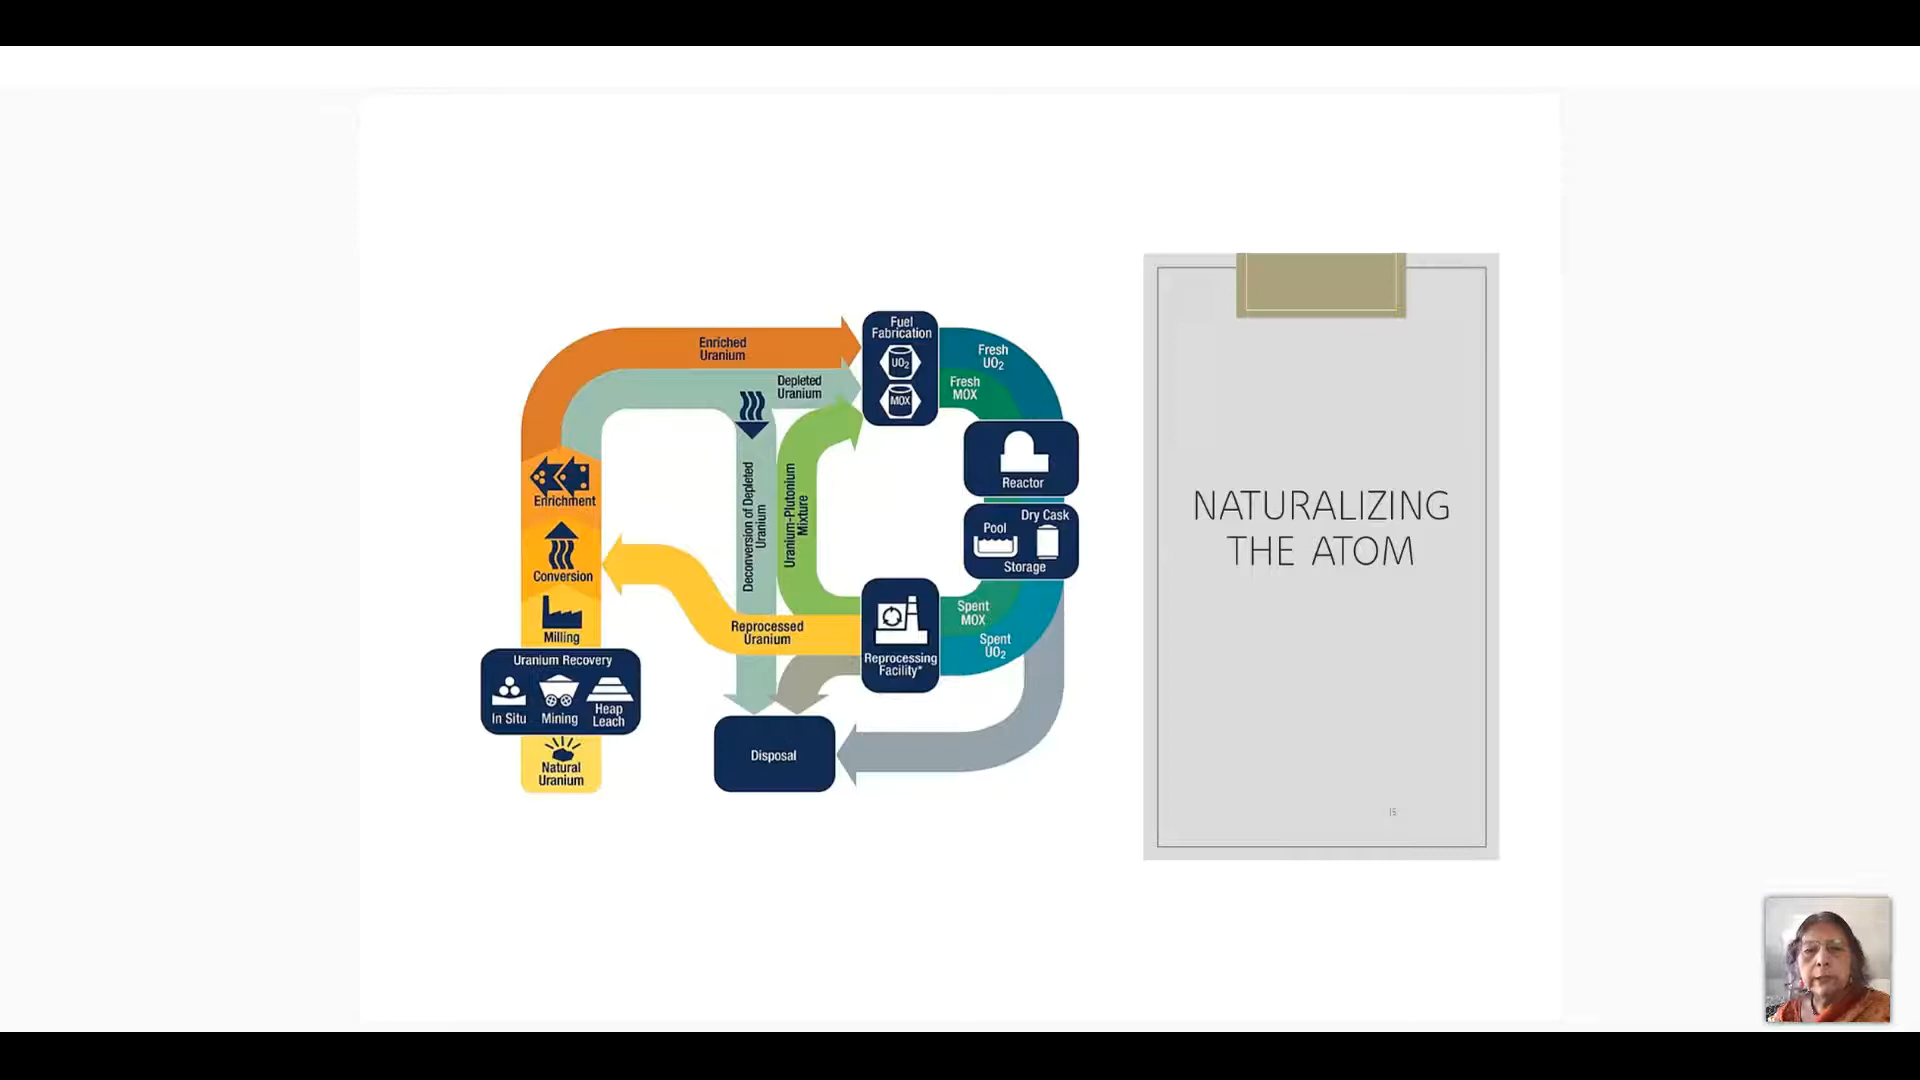 Enriched
Uranium
Depleted
Uranium
Fuel
Fabrication
UO2
MOX
Fresh
UO2
Fresh
MOX
Reactor
Pool
Dry Cask
Storage
Spent
MOX
Spent
UO2
Reprocessing
Facility*
Uranium-Plutonium
Mixture
Deconversion of Depleted
Uranium
Reprocessed
Uranium
Enrichment
Conversion
Milling
Uranium Recovery
In Situ
Mining
Heap
Leach
Natural
Uranium
Disposal
NATURALIZING
THE ATOM
15